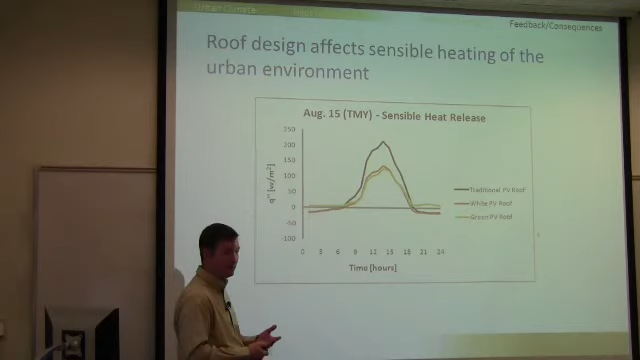 Urban Climate
Feedback/Consequences
Roof design affects sensible heating of the
urban environment
Aug. 15 (TMY) - Sensible Heat Release
250
200
150
100
50
0
-50
-100
q" [w/m²]
0 3 6 9 12 15 18 21 24
Time [hours]
Traditional PV Roof
White PV Roof
Green PV Roof